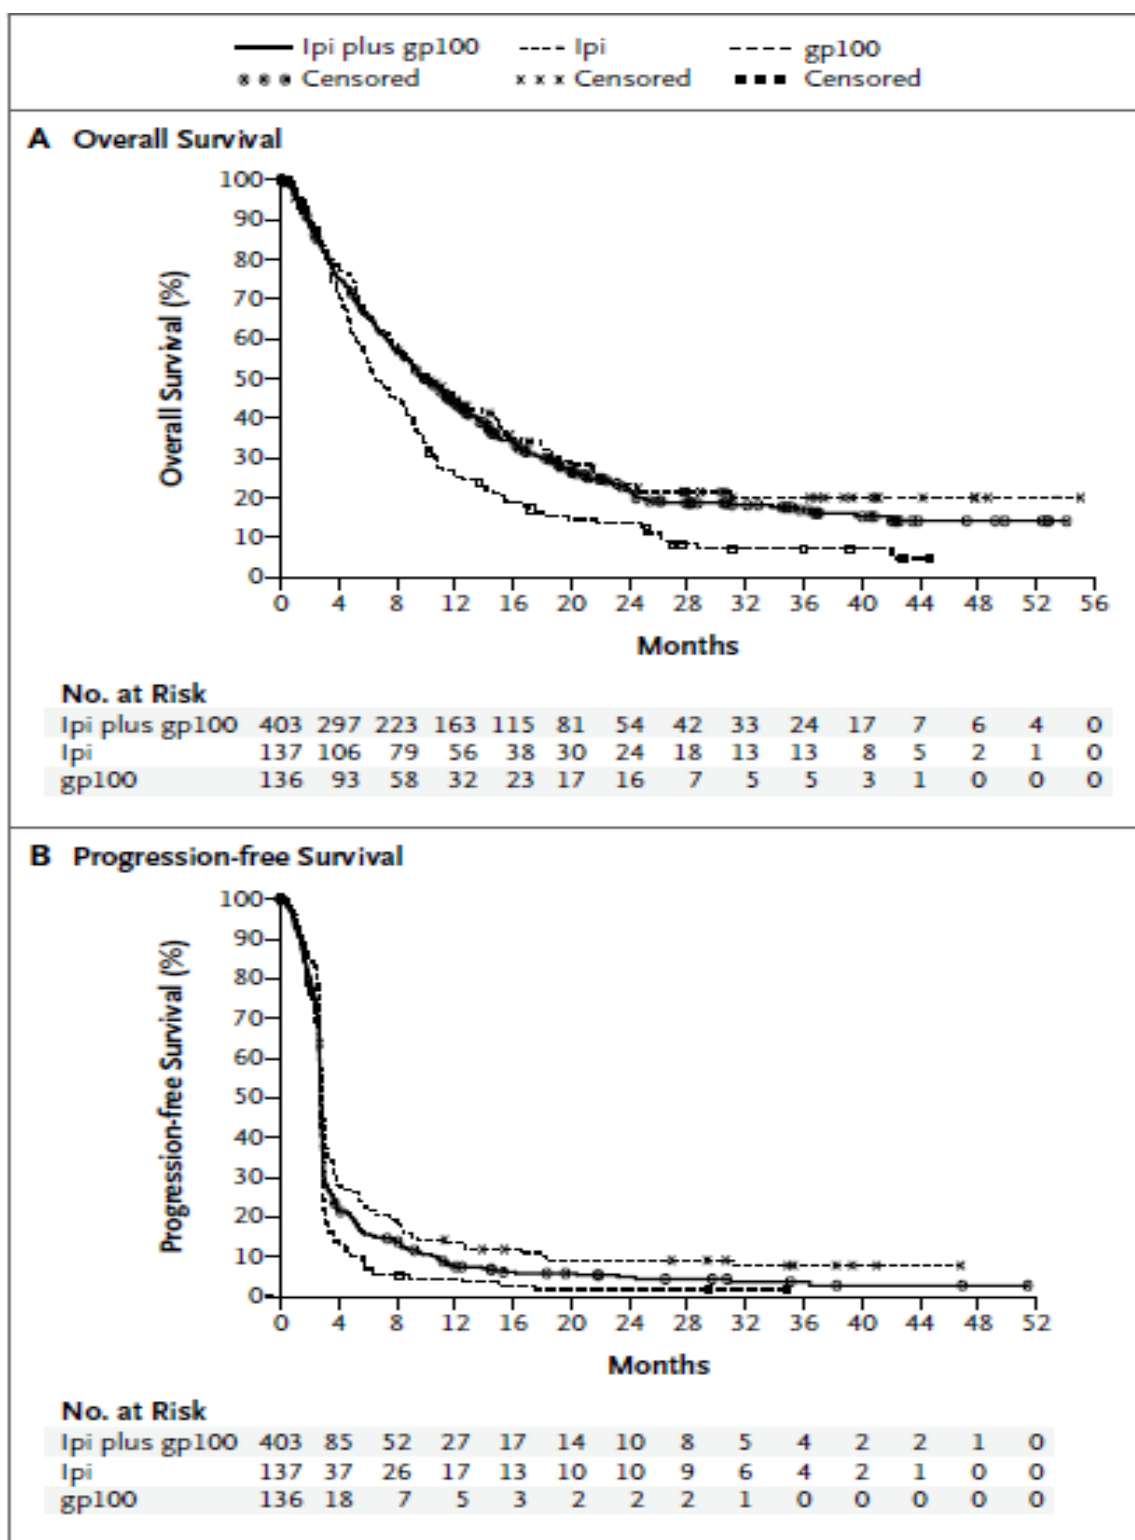 Ipi plus gp100 Ipi gp100
Censored Censored Censored
A Overall Survival
Overall Survival (%)
100
90
80
70
60
50
40
30
20
10
0
0 4 8 12 16 20 24 28 32 36 40 44 48 52 56
Months
No. at Risk
Ipi plus gp100 403 297 223 163 115 81 54 42 33 24 17 7 6 4 0
Ipi 137 106 79 56 38 30 24 18 13 13 8 5 2 1 0
gp100 136 93 58 32 23 17 16 7 5 5 3 1 0 0 0
B Progression-free Survival
Progression-free Survival (%)
100
90
80
70
60
50
40
30
20
10
0
0 4 8 12 16 20 24 28 32 36 40 44 48 52
Months
No. at Risk
Ipi plus gp100 403 85 52 27 17 14 10 8 5 4 2 2 1 0
Ipi 137 37 26 17 13 10 10 9 6 4 2 1 0 0
gp100 136 18 7 5 3 2 2 2 1 0 0 0 0 0